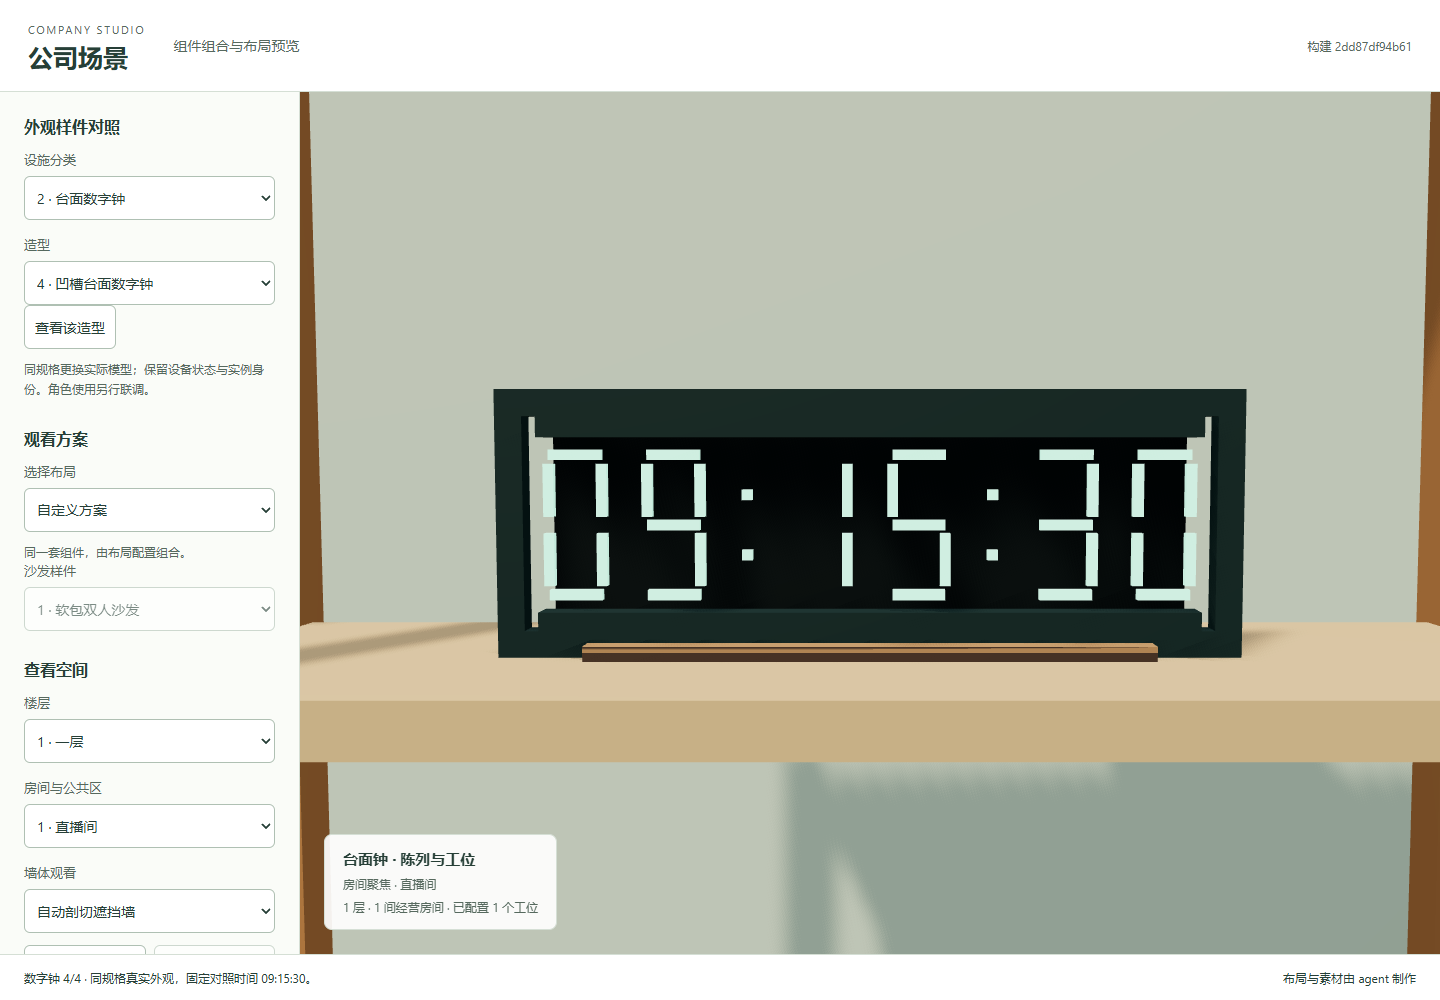 COMPANY STUDIO
公司场景
组件组合与布局预览
构建 2dd87df94b61
外观样件对照
设施分类
2 · 台面数字钟
造型
4 · 凹槽台面数字钟
查看该造型
同规格更换实际模型；保留设备状态与实例身
份。角色使用另行联调。
观看方案
选择布局
自定义方案
同一套组件，由布局配置组合。
沙发样件
1 · 软包双人沙发
查看空间
楼层
1 · 一层
房间与公共区
1 · 直播间
墙体观看
自动剖切遮挡墙
09:15:30
台面钟 · 陈列与工位
房间聚焦 · 直播间
1 层 · 1 间经营房间 · 已配置 1 个工位
数字钟 4/4 · 同规格真实外观，固定对照时间 09:15:30。
布局与素材由 agent 制作